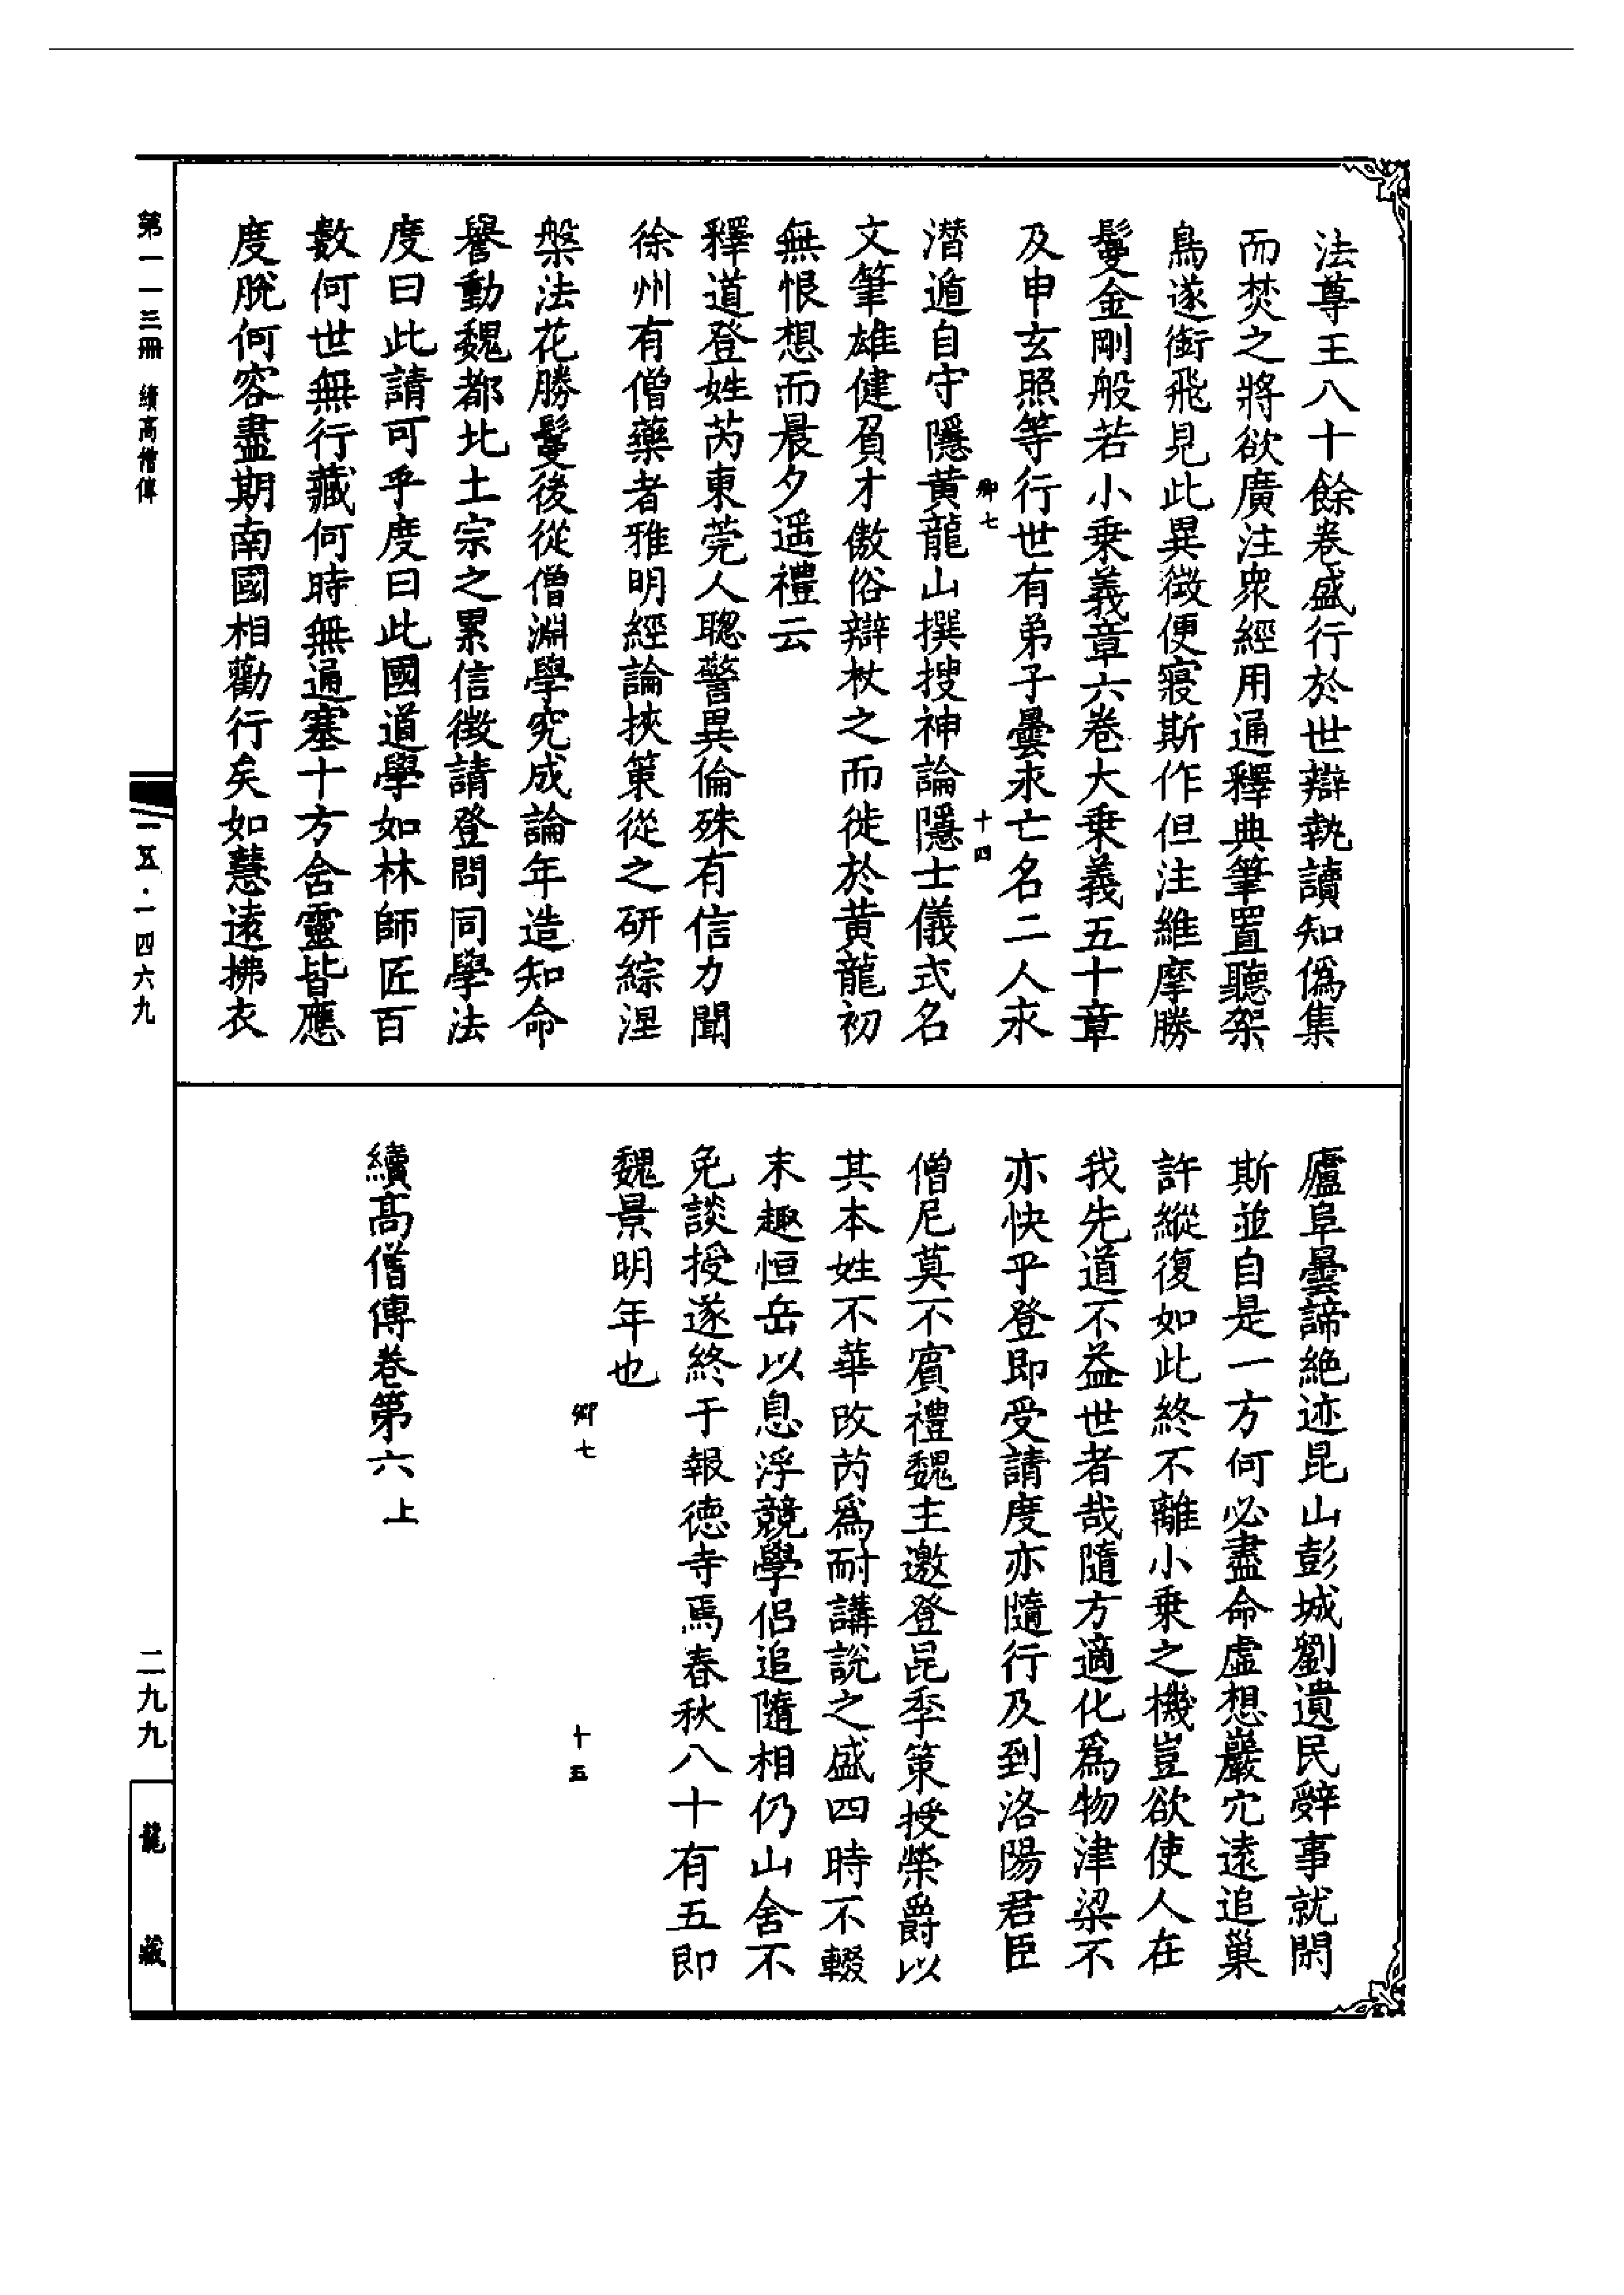 法尊王八十餘卷盛行於世辯執讀知偽集
而焚之將欲廣注衆經用通釋典筆置聽架
鳥遂銜飛見此異徵便寢斯作但注維摩勝
鬘金剛般若小乗義章六卷大乗義五十章
及申玄照等行世有弟子曇求亡名二人求
卿七
十四
潜遁自守隱黄龍山撰搜神論隱士儀式名
文筆雄健負才傲俗辯杖之而徙於黄龍初
無恨想而晨夕遥禮云
釋道登姓芮東莞人聰警異倫殊有信力聞
徐州有僧藥者雅明經論挾策從之研綜涅
槃法花勝鬘後從僧淵學究成論年造知命
譽動魏都北土宗之累信徵請登問同學法
度曰此請可乎度曰此國道學如林師匠百
數何世無行藏何時無通塞十方含靈皆應
度脫何容盡期南國相勸行矣如慧遠拂衣
廬阜曇諦絶迹昆山彭城劉遺民辭事就閑
斯並自是一方何必盡命虛想巖穴遠追巢
許縱復如此終不離小乗之機豈欲使人在
我先道不益世者哉隨方適化爲物津梁不
亦快乎登即受請度亦隨行及到洛陽君臣
僧尼莫不賓禮魏主邀登昆季策授榮爵以
其本姓不華改芮爲耐講說之盛四時不輟
末趣恒岳以息浮競學侣追隨相仍山舍不
免談授遂終于報德寺焉春秋八十有五即
魏景明年也
卿七
十五
續高僧傳卷第六上
第一一三冊 續高僧傳
一五·一四六九
二九九
龍藏